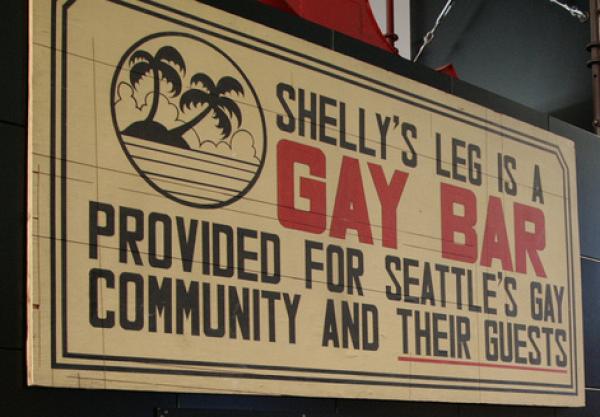 SHELLY'S LEG IS A
GAY BAR
PROVIDED FOR SEATTLE'S GAY
COMMUNITY AND THEIR GUESTS